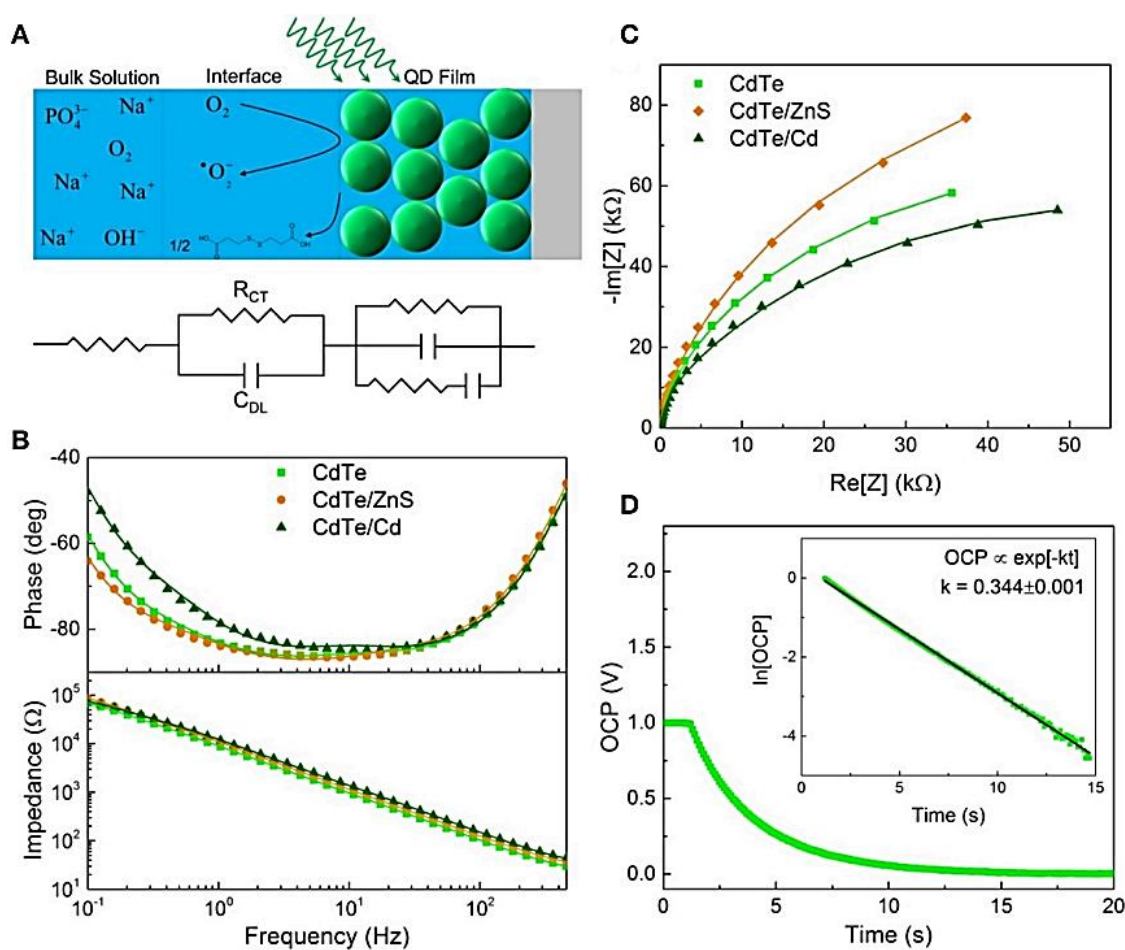 A
Bulk Solution Interface QD Film
PO₄³⁻ Na⁺ O₂
O₂
•O₂⁻
Na⁺ Na⁺
Na⁺ OH⁻ 1/2 HO O S S O OH
R_CT
C_DL
B
-40
-60
-80
Phase (deg)
CdTe
CdTe/ZnS
CdTe/Cd
10⁵
10⁴
10³
10²
10¹
Impedance (Ω)
10⁻¹ 10⁰ 10¹ 10²
Frequency (Hz)
C
80
60
40
20
0
-Im[Z] (kΩ)
CdTe
CdTe/ZnS
CdTe/Cd
0 10 20 30 40 50
Re[Z] (kΩ)
D
2.0
1.5
1.0
0.5
0.0
OCP (V)
0 5 10 15 20
Time (s)
OCP ∝ exp[-kt]
k = 0.344±0.001
0
-2
-4
ln[OCP]
0 5 10 15
Time (s)